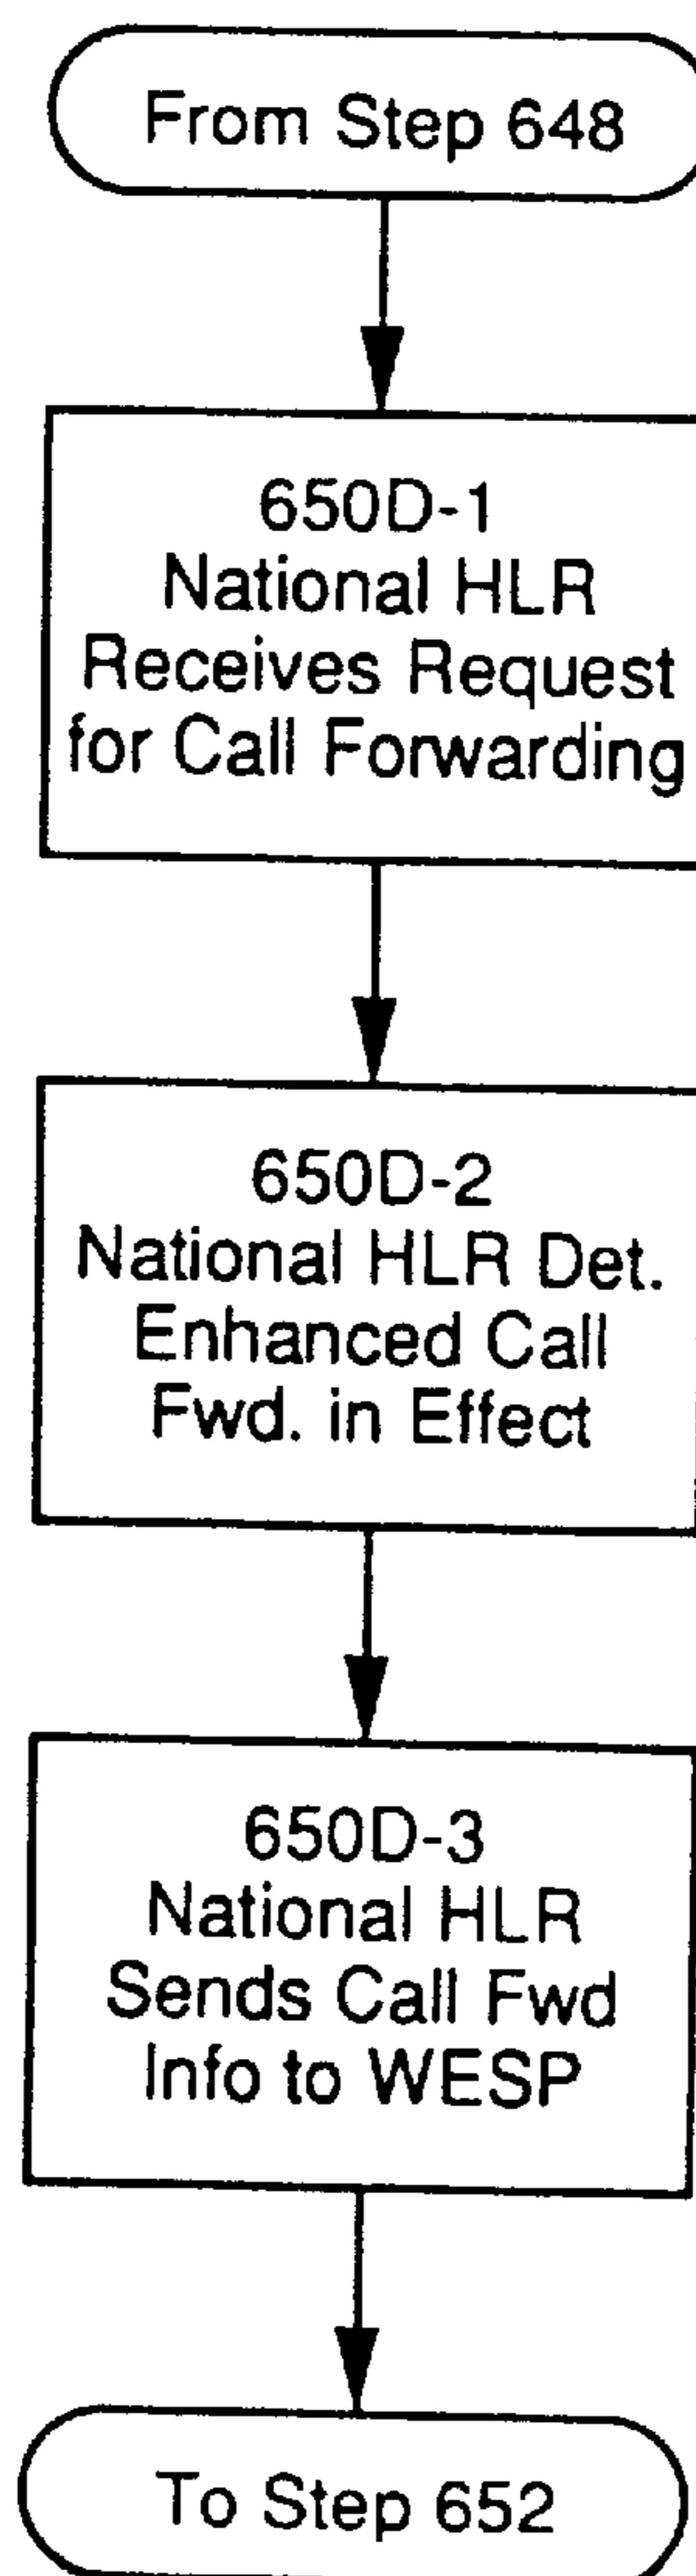 From Step 648
650D-1
National HLR
Receives Request
for Call Forwarding
650D-2
National HLR Det.
Enhanced Call
Fwd. in Effect
650D-3
National HLR
Sends Call Fwd
Info to WESP
To Step 652